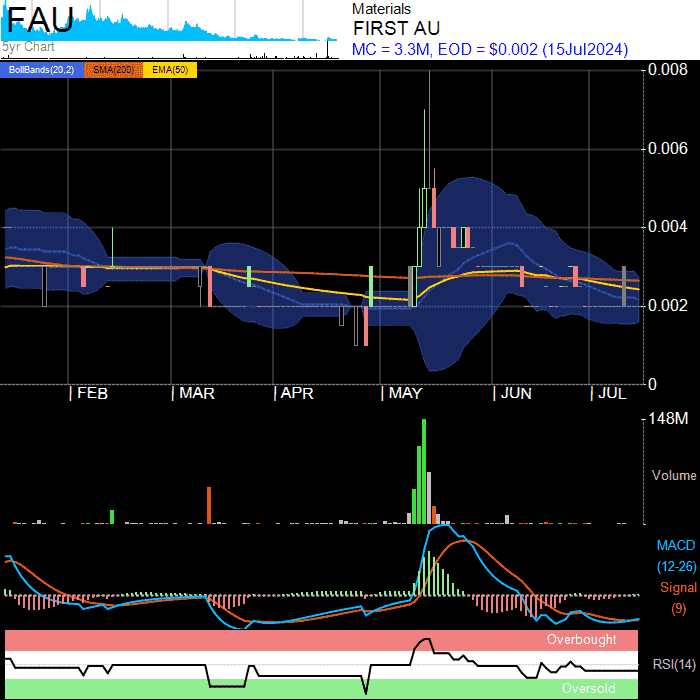 FAU
5yr Chart
Materials
FIRST AU
MC = 3.3M, EOD = $0.002 (15Jul2024)
BollBands(20,2) SMA(200) EMA(50)
0.008
0.006
0.004
0.002
0
| FEB | MAR | APR | MAY | JUN | JUL
148M
Volume
MACD
(12-26)
Signal
(9)
Overbought
RSI(14)
Oversold